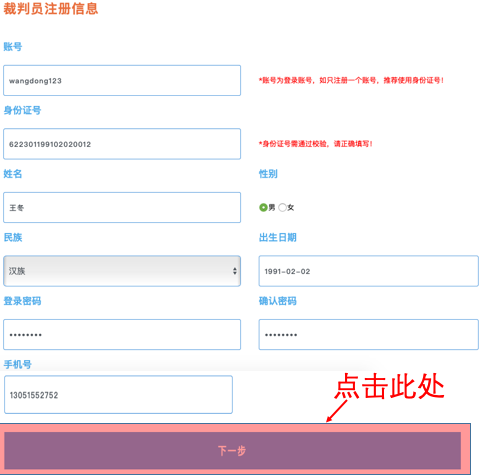 裁判员注册信息
账号
wangdong123
*账号为登录账号，如只注册一个账号，推荐使用身份证号！
身份证号
622301199102020012
*身份证号需通过校验，请正确填写！
姓名
性别
王冬
男 女
民族
出生日期
汉族
1991-02-02
登录密码
确认密码
••••••••
••••••••
手机号
13051552752
点击此处
下一步